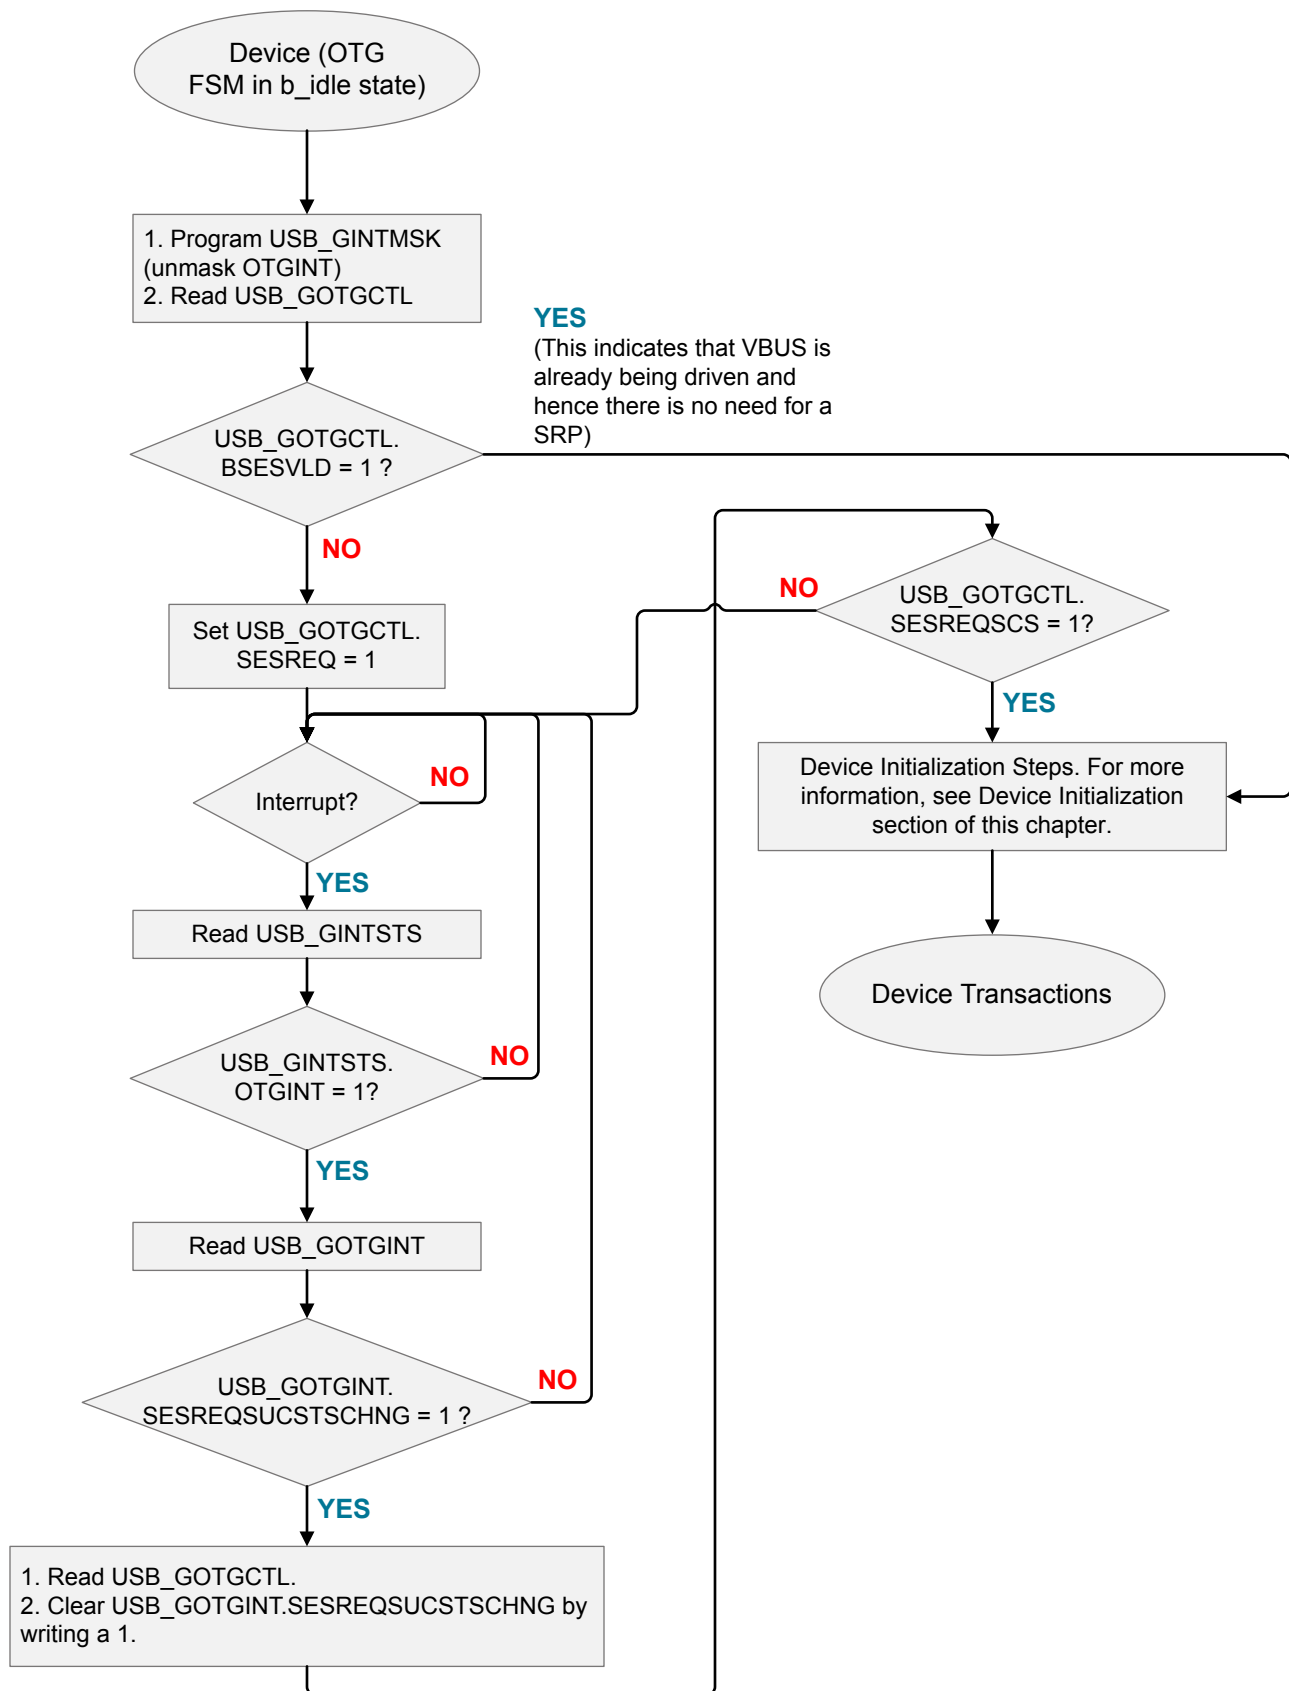 Device (OTG
FSM in b_idle state)
1. Program USB_GINTMSK
(unmask OTGINT)
2. Read USB_GOTGCTL
YES
(This indicates that VBUS is
already being driven and
hence there is no need for a
SRP)
USB_GOTGCTL.
BSESVLD = 1 ?
NO
Set USB_GOTGCTL.
SESREQ = 1
Interrupt?
NO
YES
Read USB_GINTSTS
USB_GINTSTS.
OTGINT = 1?
NO
YES
Read USB_GOTGINT
USB_GOTGINT.
SESREQSUCSTSCHNG = 1 ?
NO
YES
1. Read USB_GOTGCTL.
2. Clear USB_GOTGINT.SESREQSUCSTSCHNG by
writing a 1.
USB_GOTGCTL.
SESREQSCS = 1?
NO
YES
Device Initialization Steps. For more
information, see Device Initialization
section of this chapter.
Device Transactions